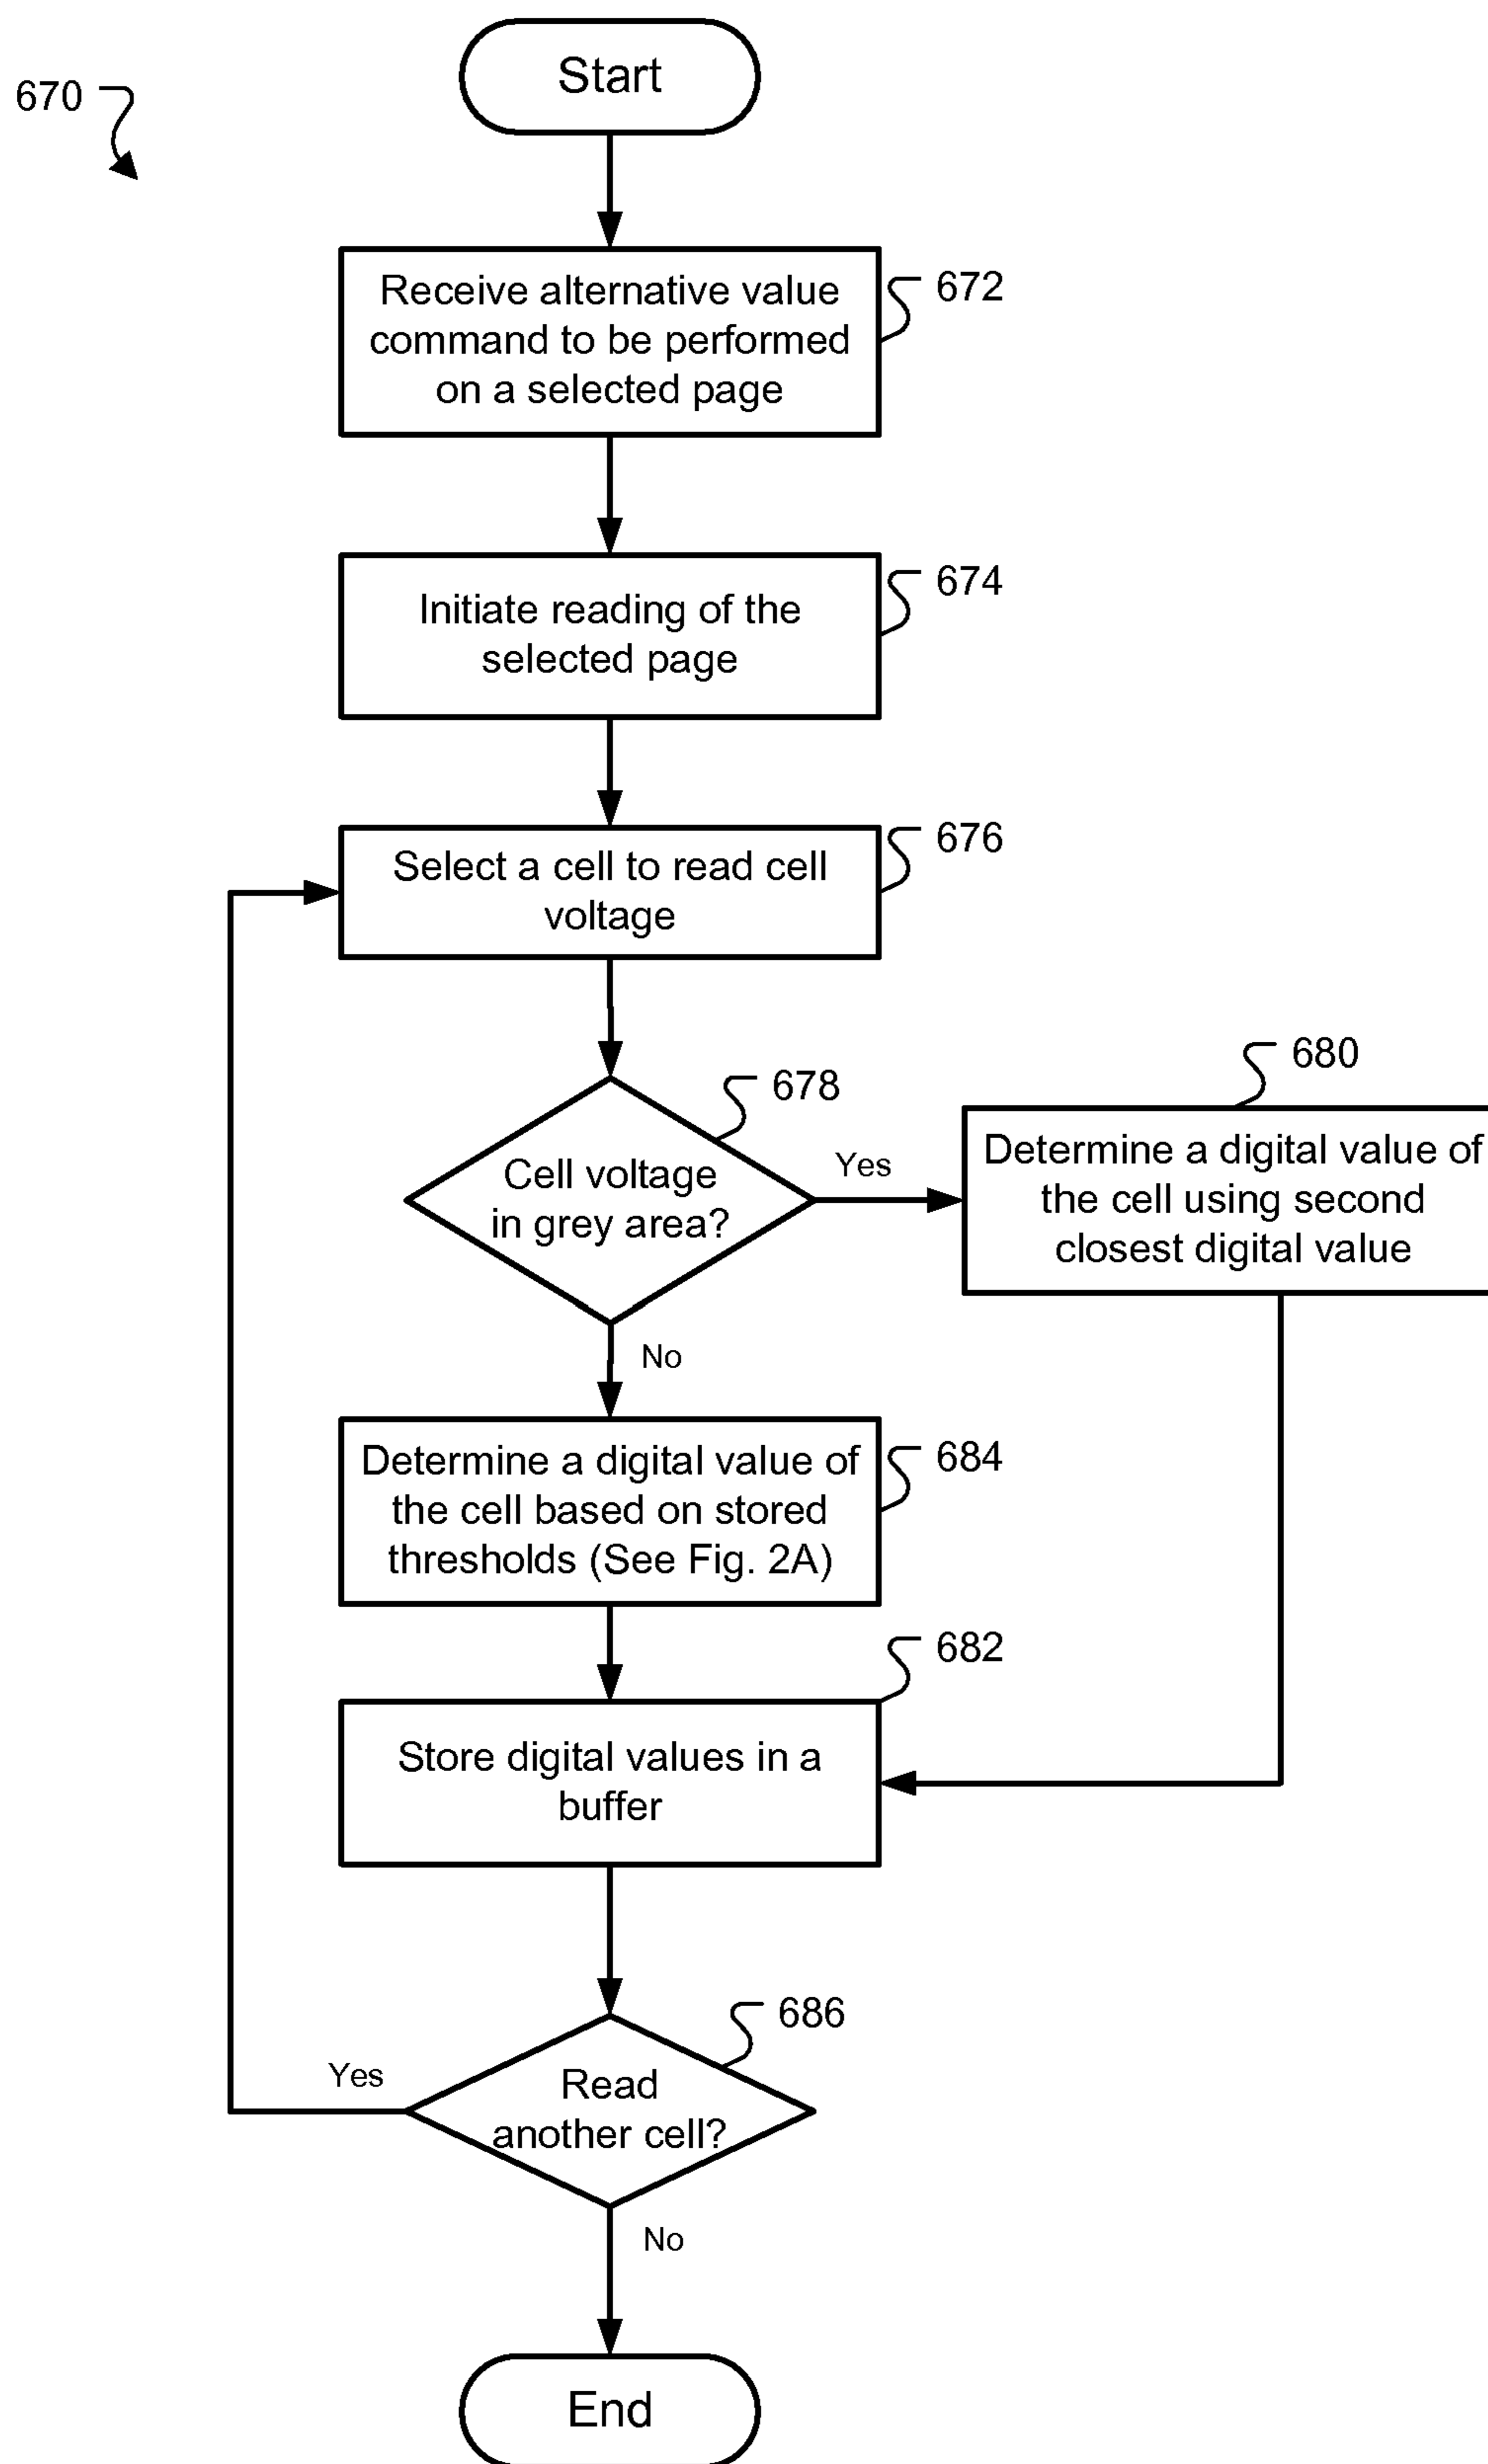 Start
670
Receive alternative value
command to be performed
on a selected page
672
Initiate reading of the
selected page
674
Select a cell to read cell
voltage
676
Cell voltage
in grey area?
678
Yes
Determine a digital value of
the cell using second
closest digital value
680
No
Determine a digital value of
the cell based on stored
thresholds (See Fig. 2A)
684
Store digital values in a
buffer
682
Read
another cell?
686
Yes
No
End